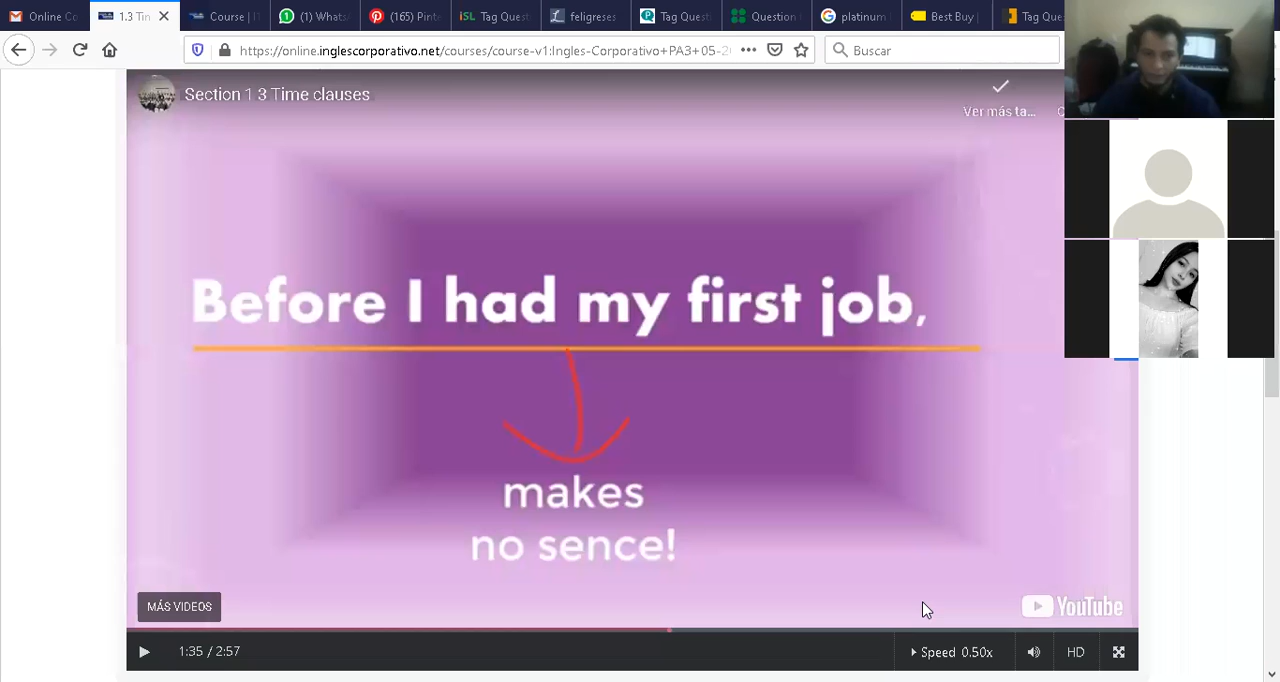 Online Co
1.3 Tin
Course | I
(1) Whats
(165) Pinte
iSL Tag Quest
feligreses
Tag Questi
Question
platinum
Best Buy |
Tag Que
https://online.inglescorporativo.net/courses/course-v1:Ingles-Corporativo+PA3+05-2
Buscar
Section 1 3 Time clauses
Ver más ta...
Before I had my first job,
makes
no sence!
MÁS VIDEOS
YouTube
1:35 / 2:57
Speed 0.50x
HD